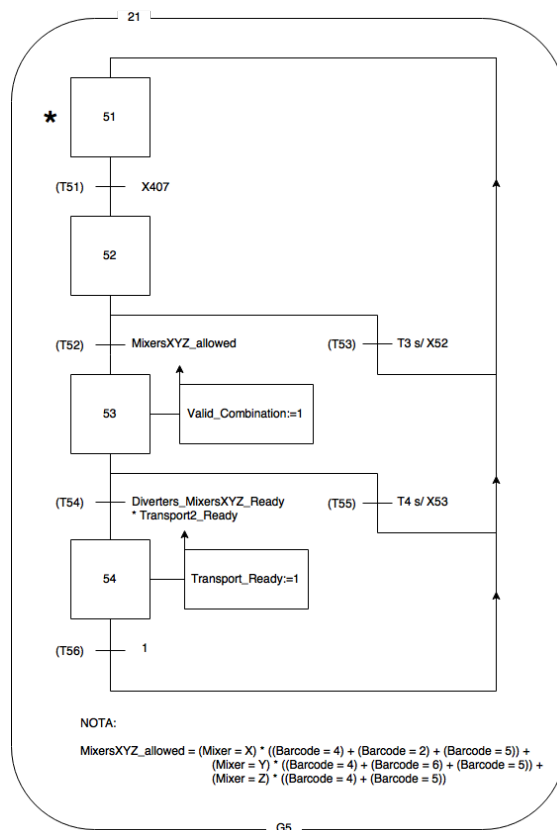 21
51
*
(T51) X407
52
(T52) MixersXYZ_allowed (T53) T3 s/ X52
53 Valid_Combination:=1
(T54) Diverters_MixersXYZ_Ready (T55) T4 s/ X53
* Transport2_Ready
54 Transport_Ready:=1
(T56) 1
NOTA:
MixersXYZ_allowed = (Mixer = X) * ((Barcode = 4) + (Barcode = 2) + (Barcode = 5)) +
(Mixer = Y) * ((Barcode = 4) + (Barcode = 6) + (Barcode = 5)) +
(Mixer = Z) * ((Barcode = 4) + (Barcode = 5))
G5